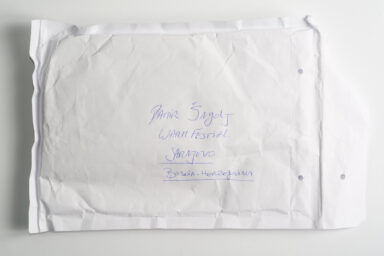 DAMIR Šagolj
WARM FESTIVAL
SARAJEVO
BOSNIA-HERZEGOVINA